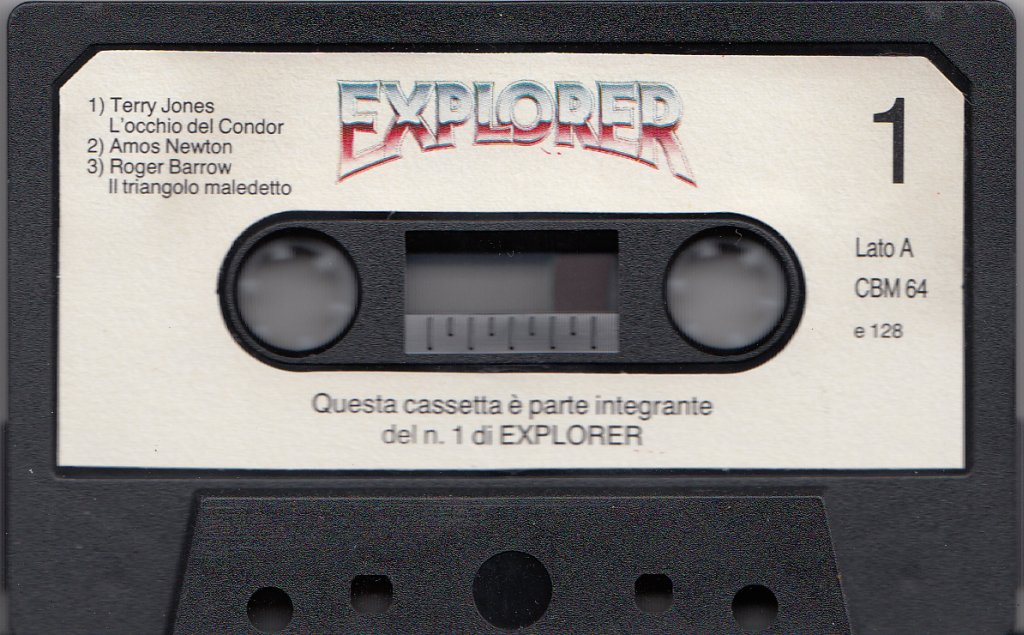 1) Terry Jones
L'occhio del Condor
2) Amos Newton
3) Roger Barrow
Il triangolo maledetto
EXPLORER
1
Lato A
CBM 64
e 128
Questa cassetta è parte integrante
del n. 1 di EXPLORER